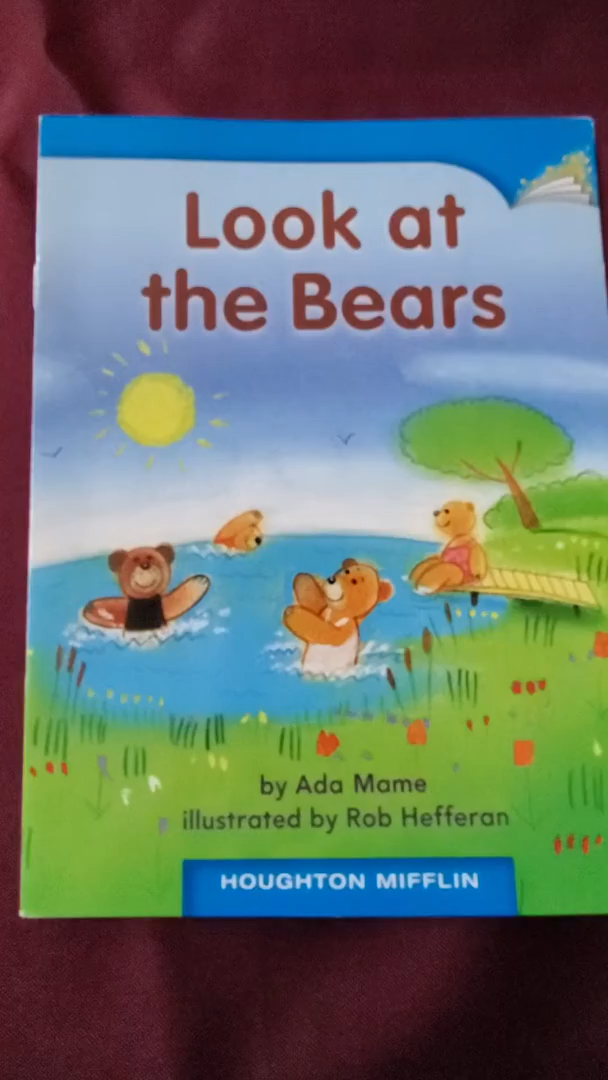 Look at
the Bears
by Ada Mame
illustrated by Rob Hefferan
HOUGHTON MIFFLIN